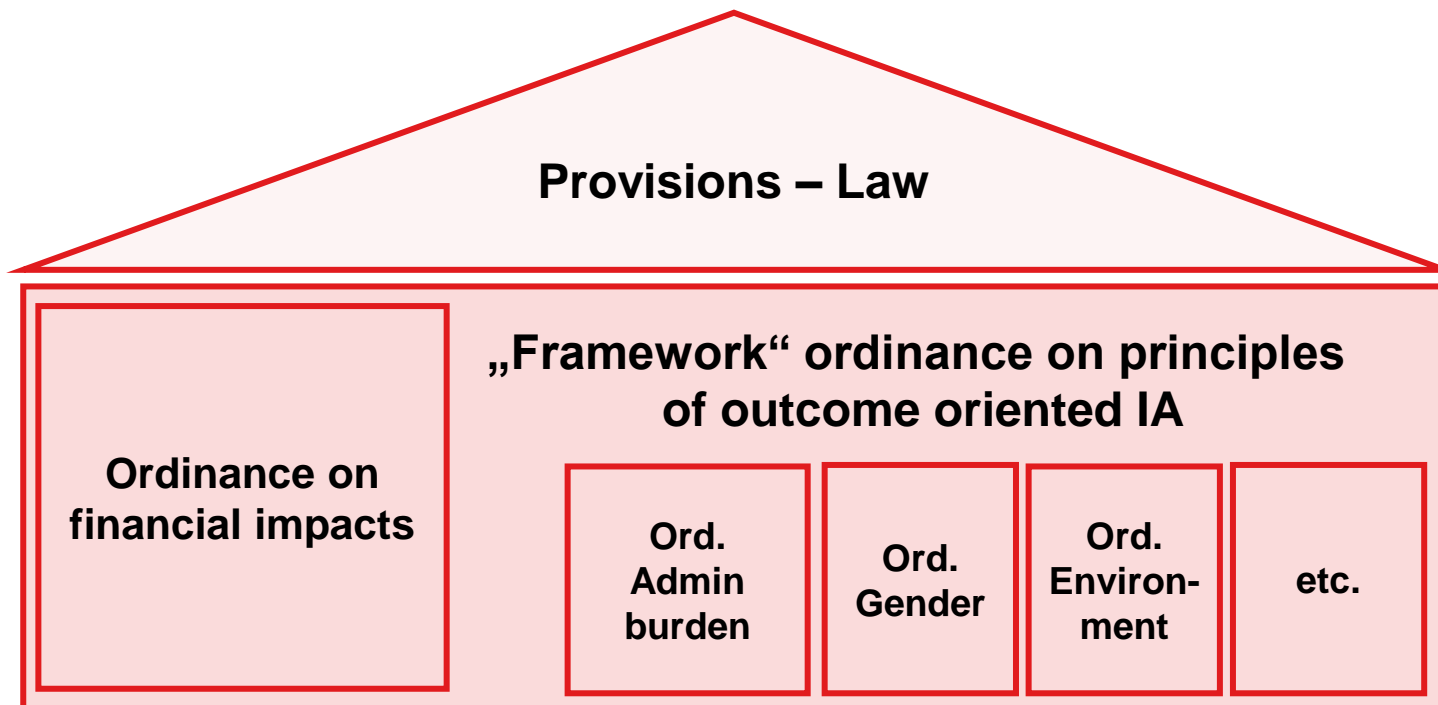 Provisions – Law
„Framework“ ordinance on principles
of outcome oriented IA
Ordinance on
financial impacts
Ord.
Admin
burden
Ord.
Gender
Ord.
Environ-
ment
etc.